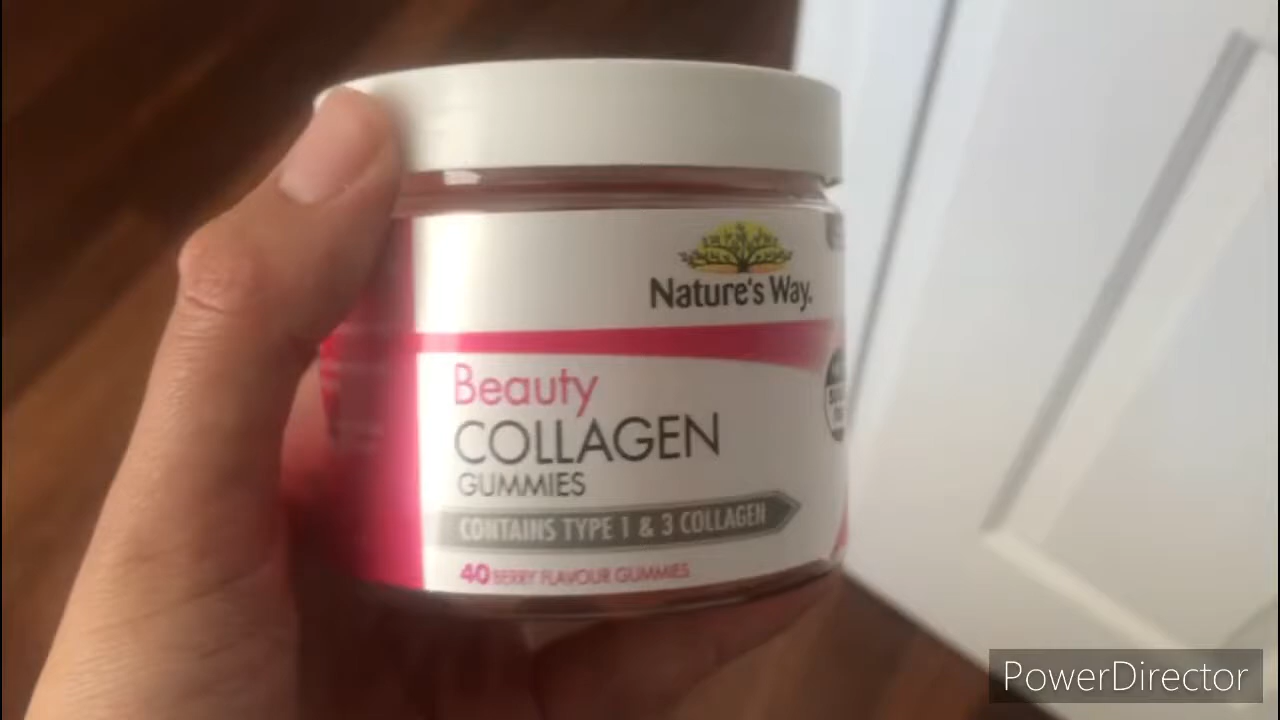 Nature's Way.
Beauty
COLLAGEN
GUMMIES
CONTAINS TYPE 1 & 3 COLLAGEN
40 BERRY FLAVOUR GUMMIES
PowerDirector